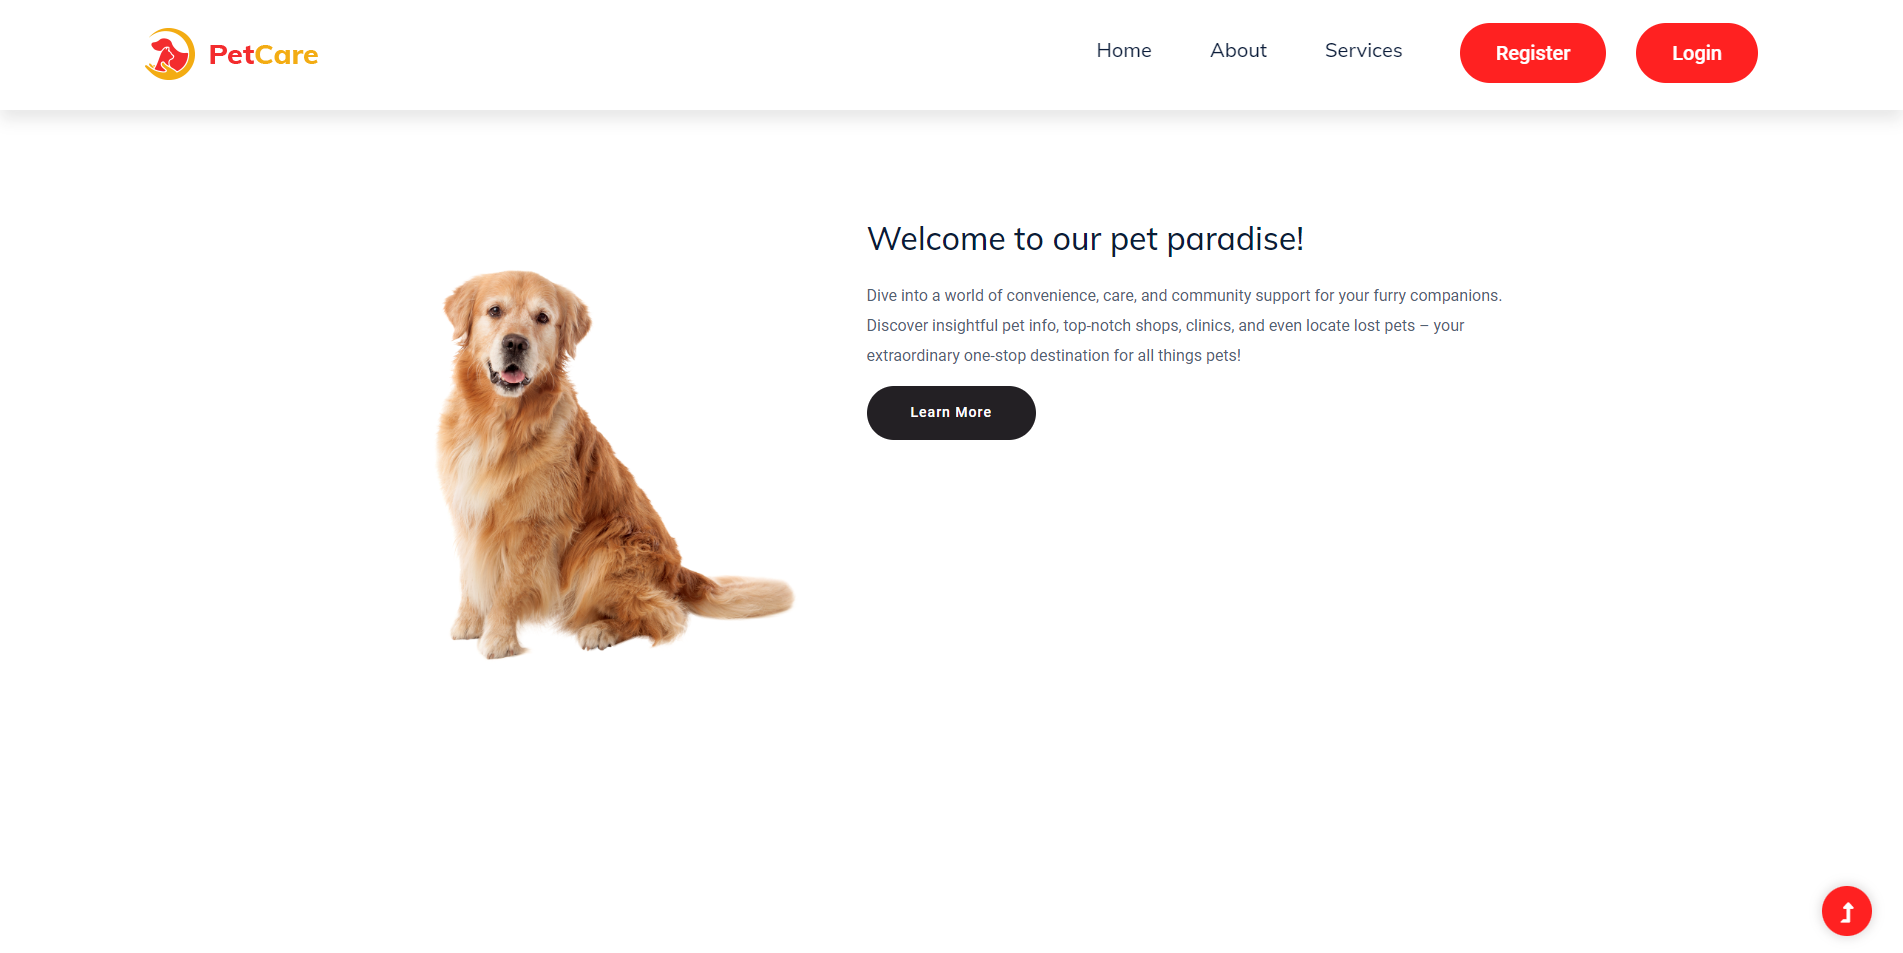 PetCare
Home
About
Services
Register
Login
Welcome to our pet paradise!
Dive into a world of convenience, care, and community support for your furry companions.
Discover insightful pet info, top-notch shops, clinics, and even locate lost pets – your
extraordinary one-stop destination for all things pets!
Learn More